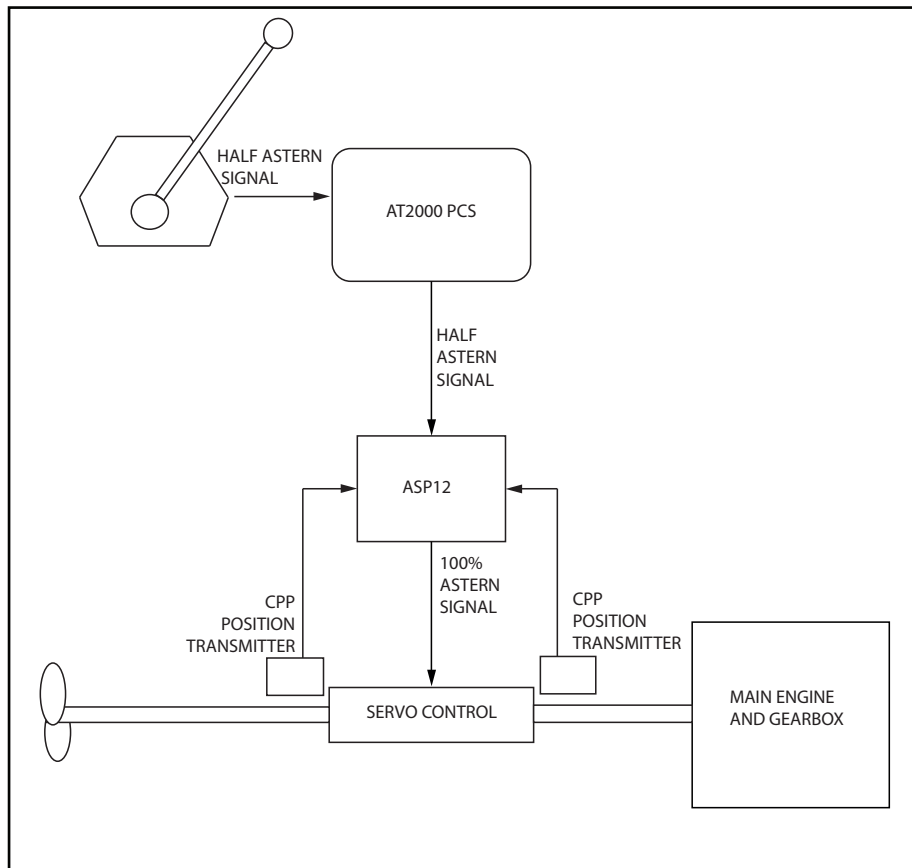 HALF ASTERN
SIGNAL
AT2000 PCS
HALF
ASTERN
SIGNAL
ASP12
100%
ASTERN
SIGNAL
CPP
POSITION
TRANSMITTER
CPP
POSITION
TRANSMITTER
SERVO CONTROL
MAIN ENGINE
AND GEARBOX